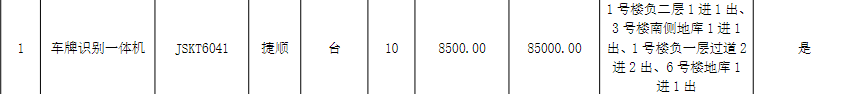 1 车牌识别一体机 JSKT6041 捷顺 台 10 8500.00 85000.00 1号楼负二层1进1出、
3号楼南侧地库1进1
出、1号楼负一层过道2
进2出、6号楼地库1
进1出 是